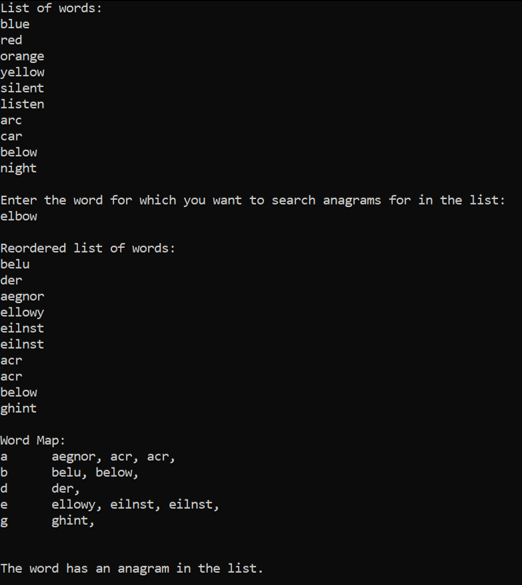 List of words:
blue
red
orange
yellow
silent
listen
arc
car
below
night
Enter the word for which you want to search anagrams for in the list:
elbow
Reordered list of words:
belu
der
aegnor
ellowy
eilnst
eilnst
acr
acr
below
ghint
Word Map:
a aegnor, acr, acr,
b belu, below,
d der,
e ellowy, eilnst, eilnst,
g ghint,
The word has an anagram in the list.